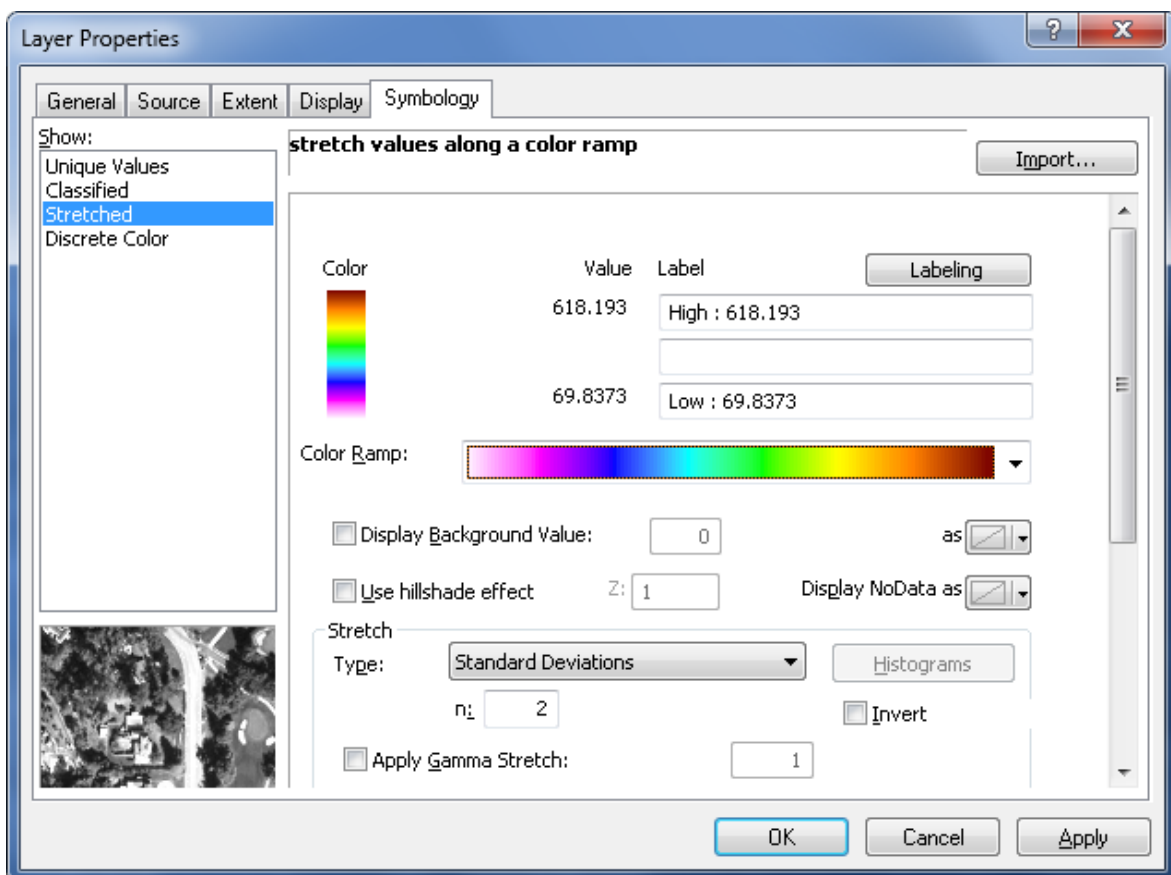 Layer Properties
? X
General Source Extent Display Symbology
Show:
Unique Values
Classified
Stretched
Discrete Color
stretch values along a color ramp
Import...
Color Value Label Labeling
618.193 High : 618.193
69.8373 Low : 69.8373
Color Ramp:
Display Background Value: 0 as
Use hillshade effect Z: 1 Display NoData as
Stretch
Type: Standard Deviations Histograms
n: 2 Invert
Apply Gamma Stretch: 1
OK Cancel Apply